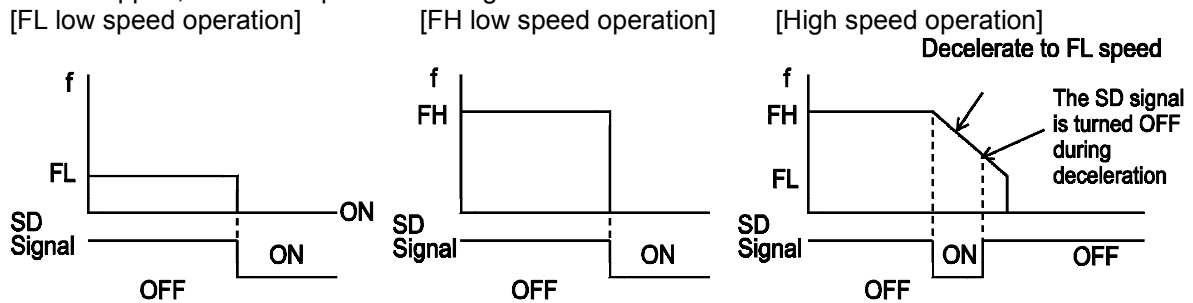 [FL low speed operation]
f
FL
ON
SD
Signal
ON
OFF
[FH low speed operation]
f
FH
SD
Signal
ON
OFF
[High speed operation]
Decelerate to FL speed
f
FH
The SD signal
is turned OFF
during
deceleration
FL
SD
Signal
ON
OFF
OFF